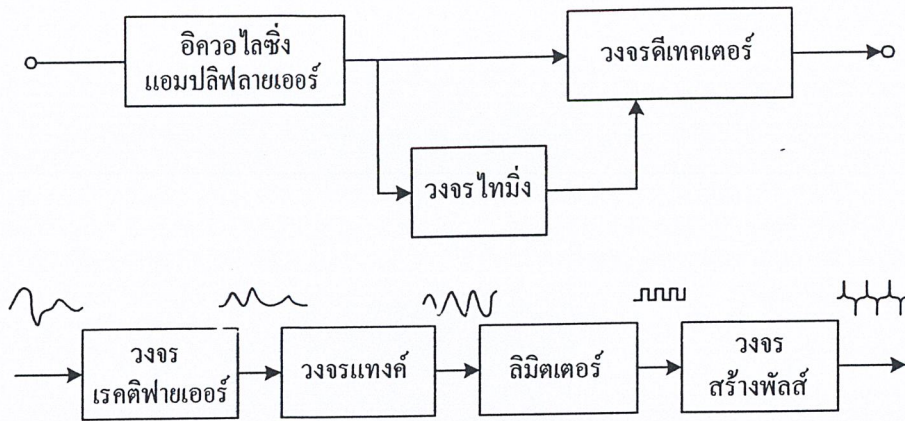 อิควอไลซิ่ง
แอมปลิฟลายเออร์
วงจรดีเทคเตอร์
วงจรไทมิ่ง
วงจร
เรคติฟายเออร์
วงจรแทงค์
ลิมิตเตอร์
วงจร
สร้างพัลส์